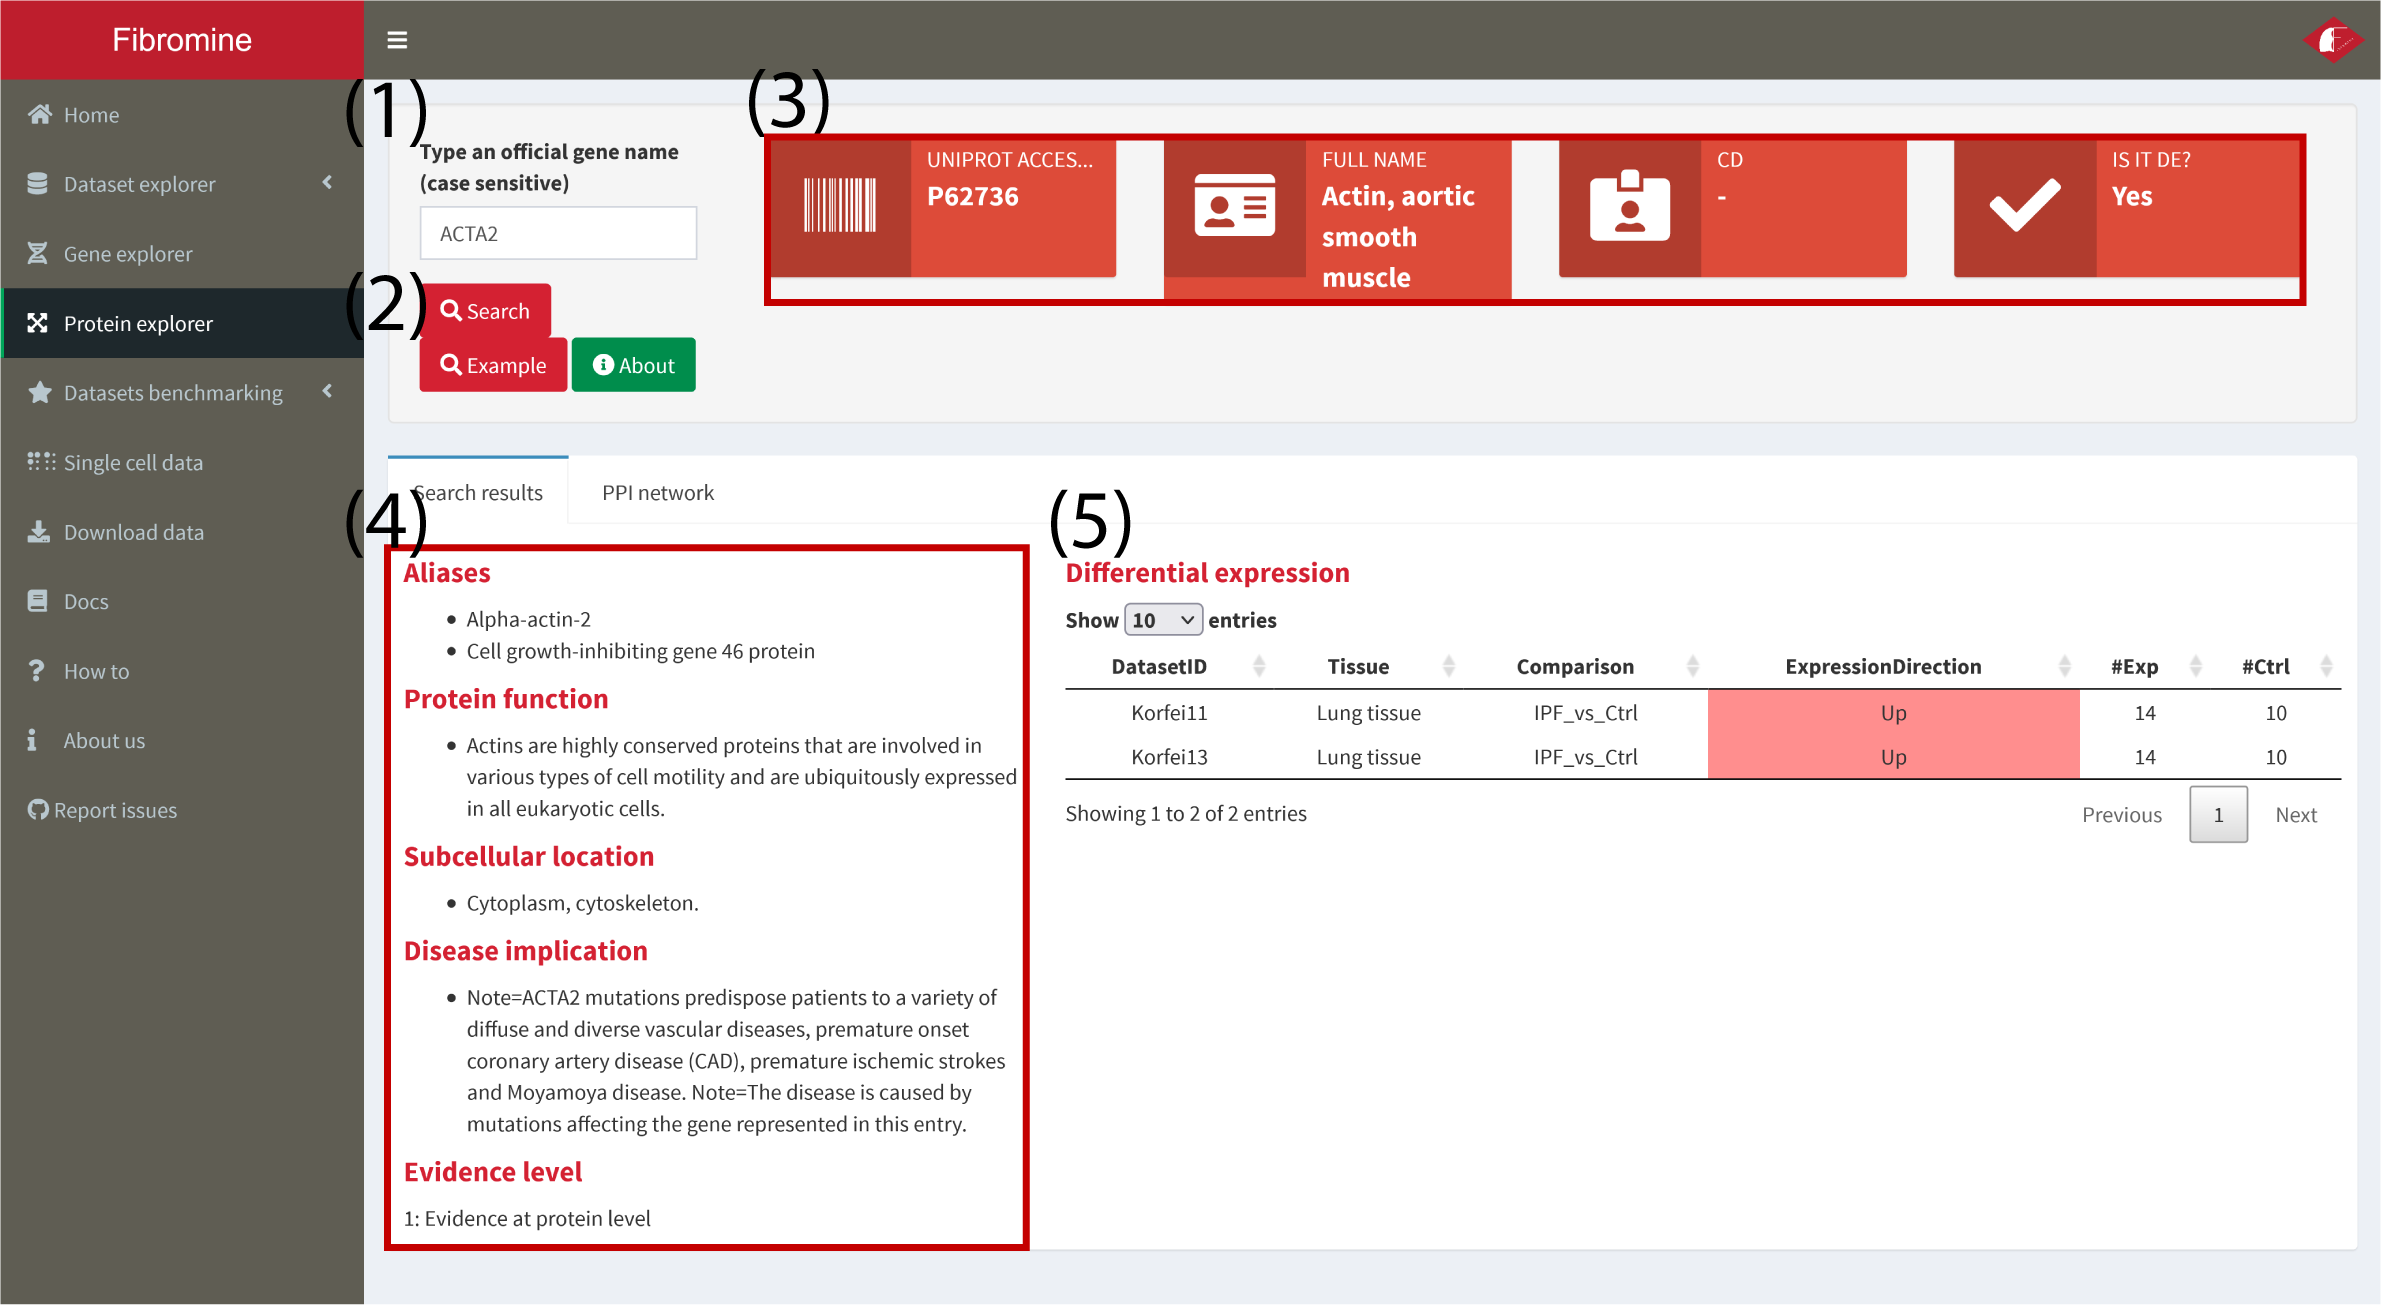 Fibromine
Home
Dataset explorer
Gene explorer
Protein explorer
Datasets benchmarking
Single cell data
Download data
Docs
How to
About us
Report issues
(1)
Type an official gene name
(case sensitive)
ACTA2
(2)
Search
Example
About
(3)
UNIPROT ACCES...
P62736
FULL NAME
Actin, aortic
smooth
muscle
CD
-
IS IT DE?
Yes
Search results
PPI network
(4)
Aliases
Alpha-actin-2
Cell growth-inhibiting gene 46 protein
Protein function
Actins are highly conserved proteins that are involved in
various types of cell motility and are ubiquitously expressed
in all eukaryotic cells.
Subcellular location
Cytoplasm, cytoskeleton.
Disease implication
Note=ACTA2 mutations predispose patients to a variety of
diffuse and diverse vascular diseases, premature onset
coronary artery disease (CAD), premature ischemic strokes
and Moyamoya disease. Note=The disease is caused by
mutations affecting the gene represented in this entry.
Evidence level
1: Evidence at protein level
(5)
Differential expression
Show 10 entries
DatasetID Tissue Comparison ExpressionDirection #Exp #Ctrl
Korfei11 Lung tissue IPF_vs_Ctrl Up 14 10
Korfei13 Lung tissue IPF_vs_Ctrl Up 14 10
Showing 1 to 2 of 2 entries
Previous 1 Next